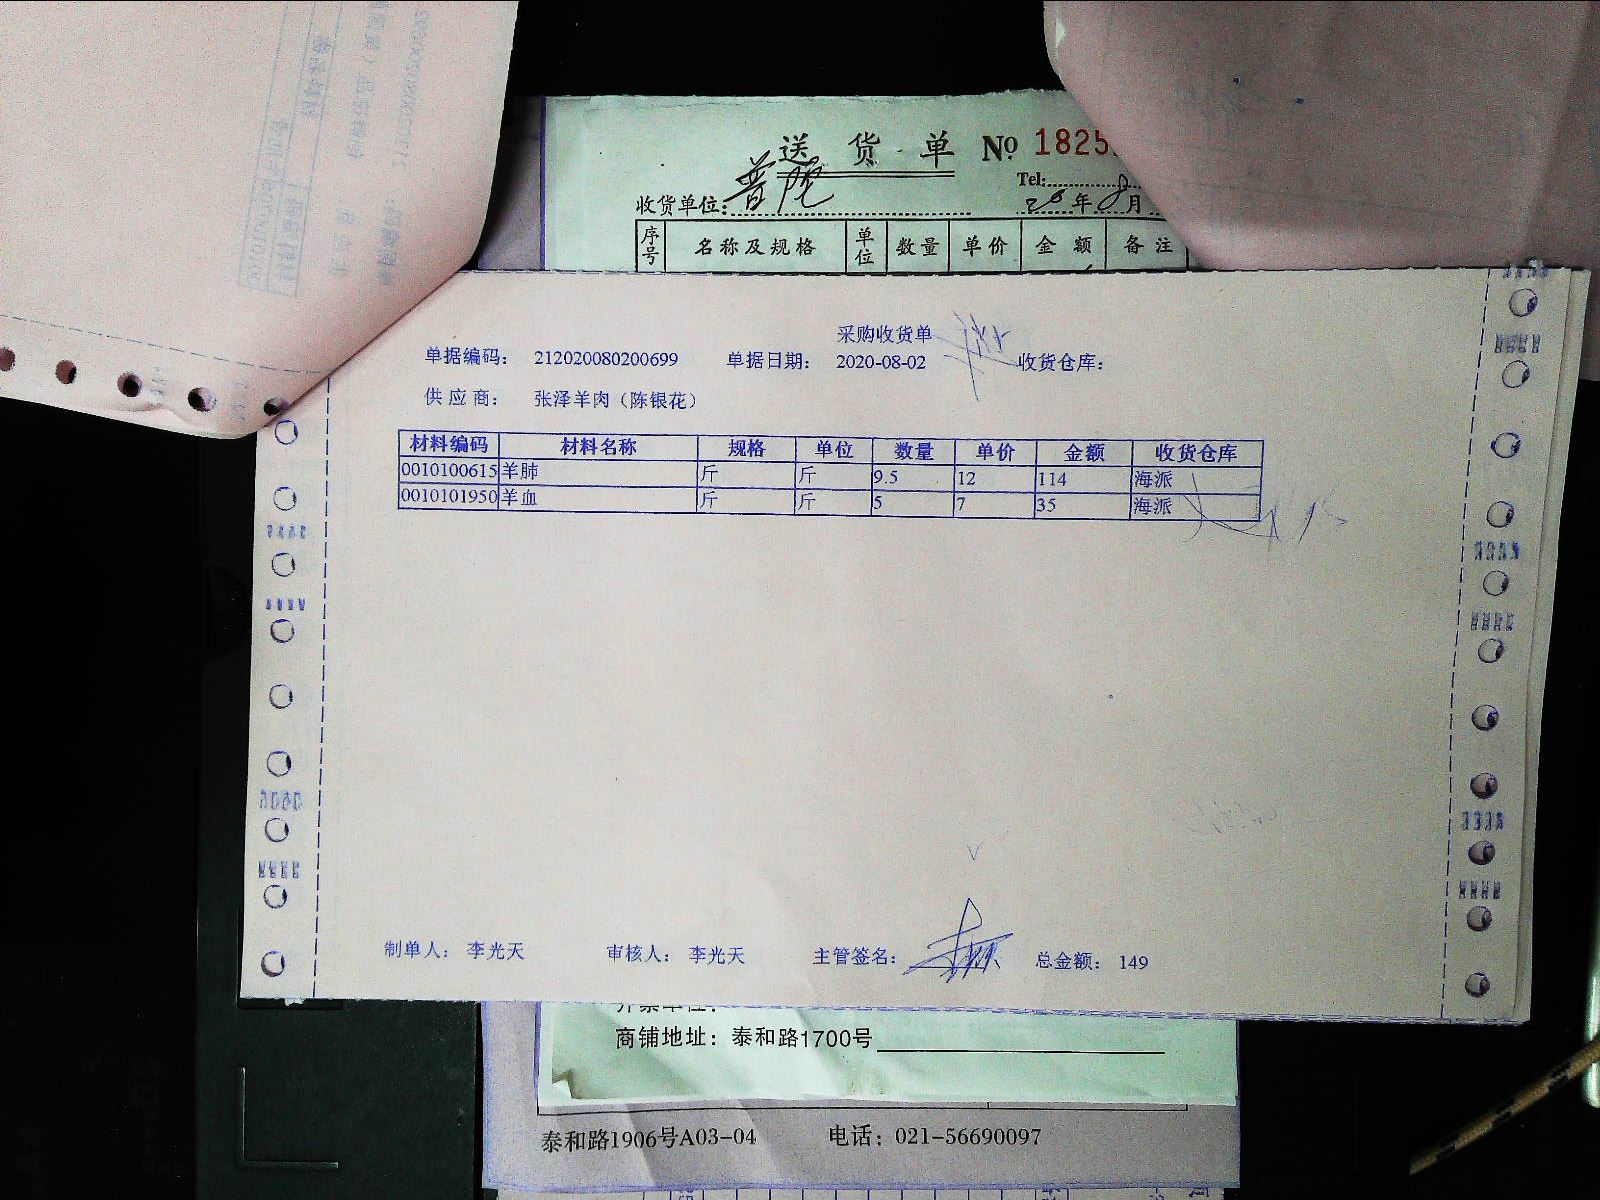 送 货 单 № 1825
Tel:
收货单位: 普陀 年 8月
序号 名称及规格 单位 数量 单价 金额 备注
采购收货单
单据编码: 212020080200699 单据日期: 2020-08-02 收货仓库:
供应商: 张泽羊肉（陈银花）
材料编码 材料名称 规格 单位 数量 单价 金额 收货仓库
0010100615 羊肺 斤 斤 9.5 12 114 海派
0010101950 羊血 斤 斤 5 7 35 海派
制单人: 李光天 审核人: 李光天 主管签名: 总金额: 149
商铺地址: 泰和路1700号
泰和路1906号A03-04 电话: 021-56690097